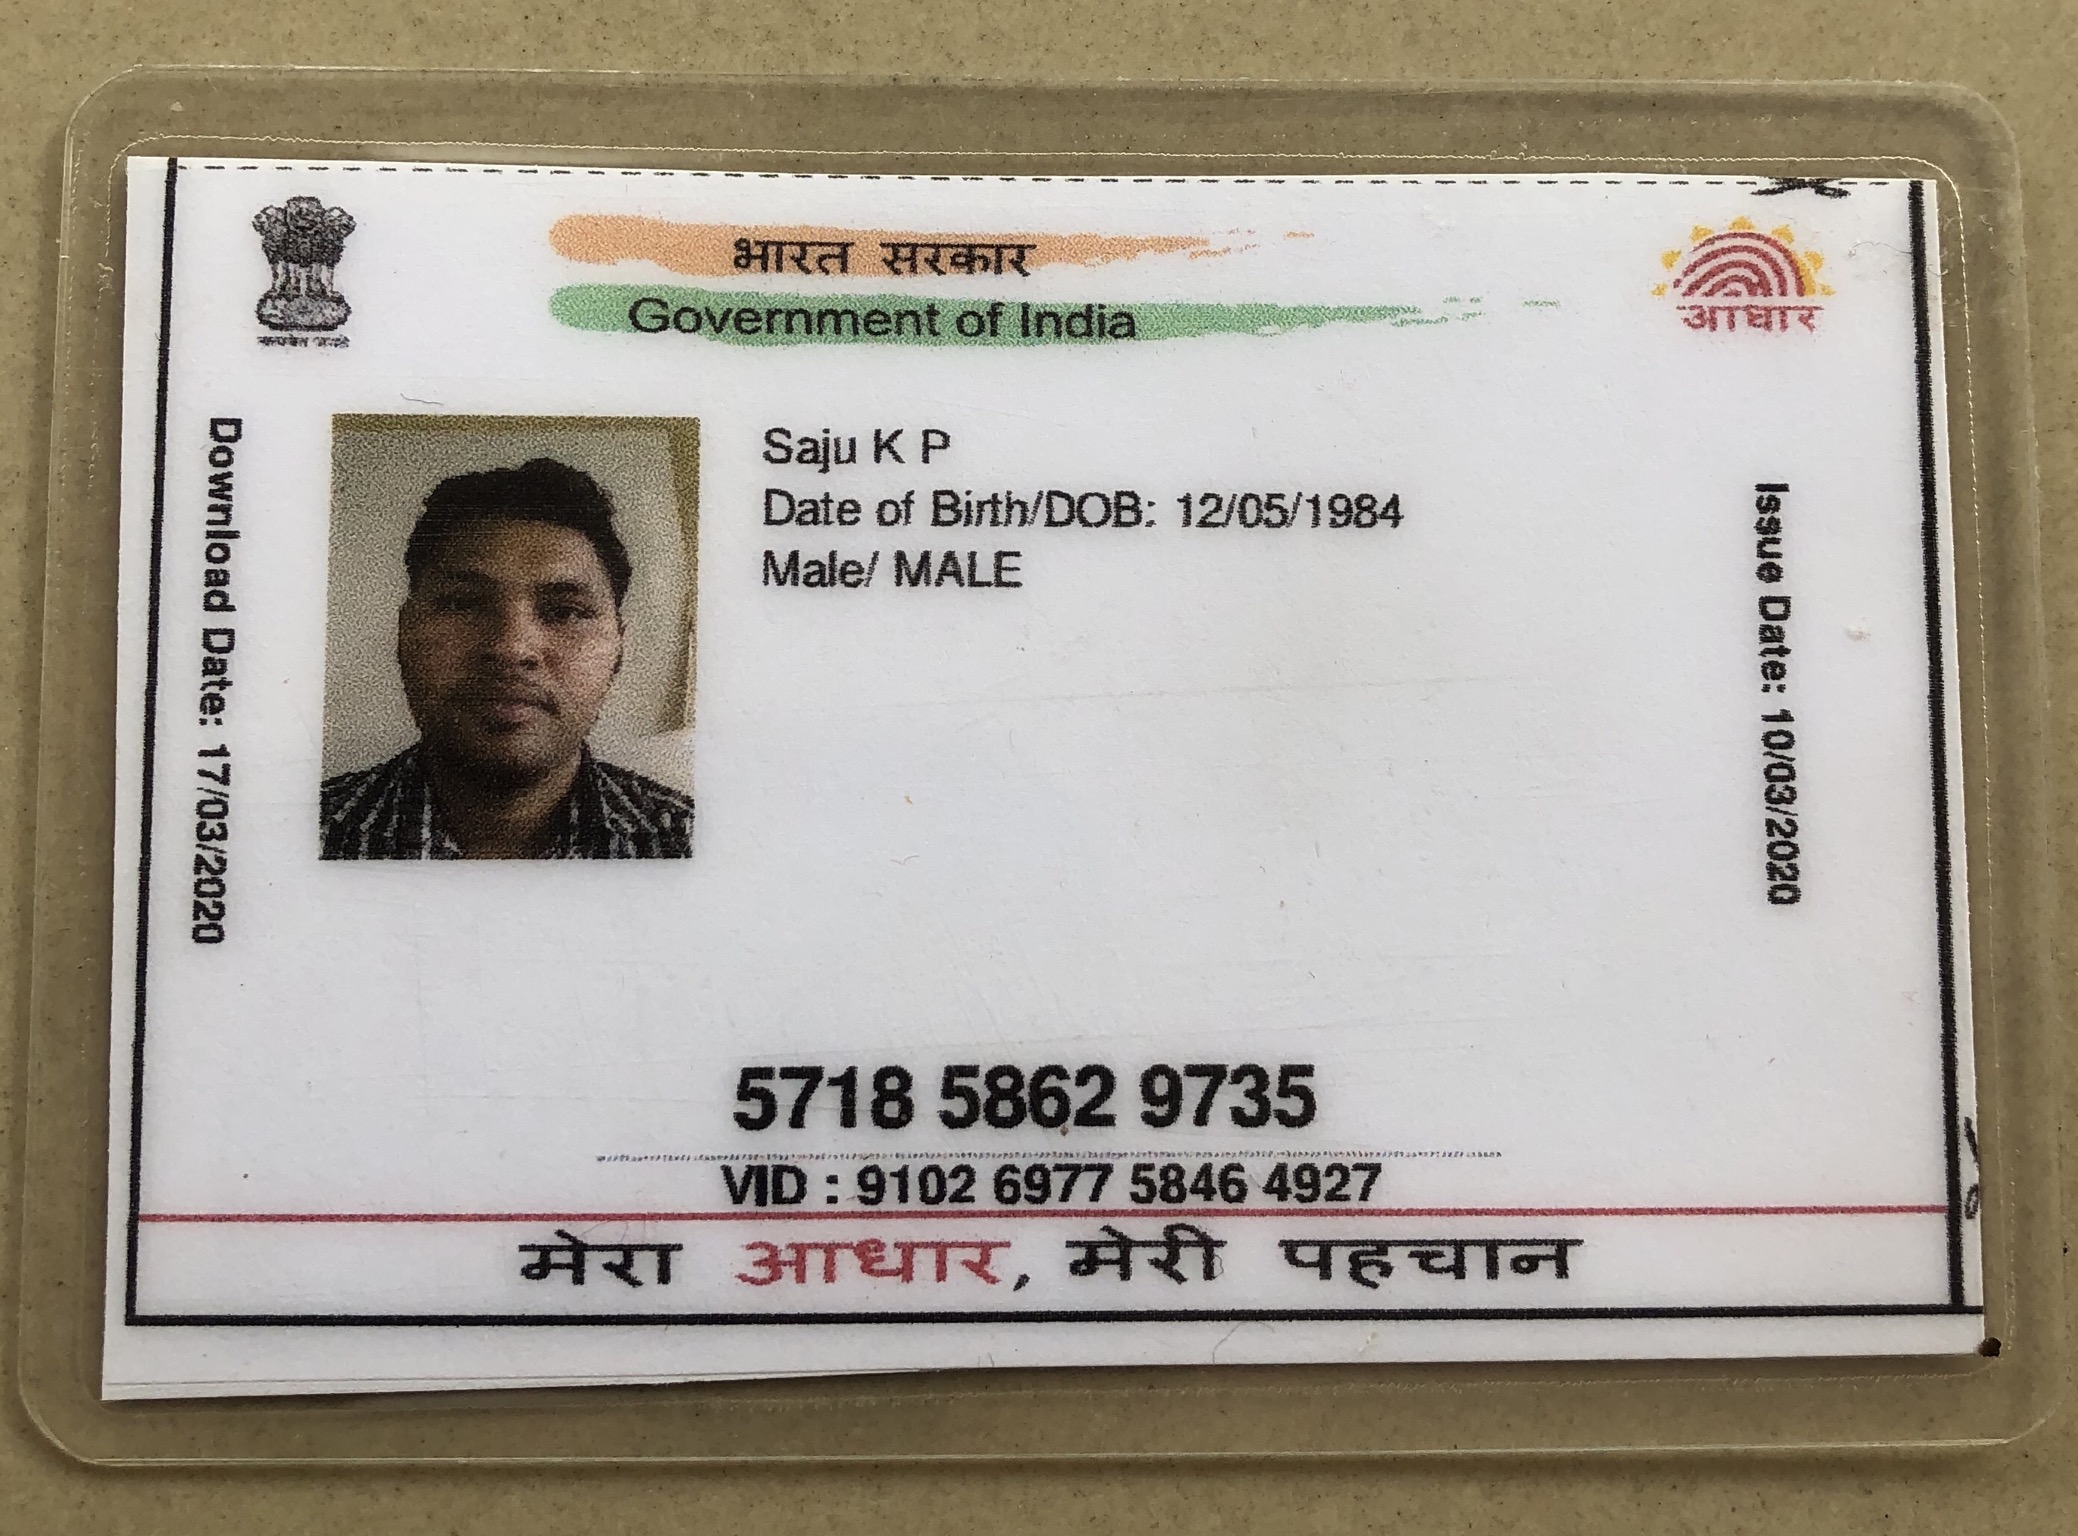 भारत सरकार
Government of India
आधार
Download Date: 17/03/2020
Saju K P
Date of Birth/DOB: 12/05/1984
Male/ MALE
Issue Date: 10/03/2020
5718 5862 9735
VID : 9102 6977 5846 4927
मेरा आधार, मेरी पहचान